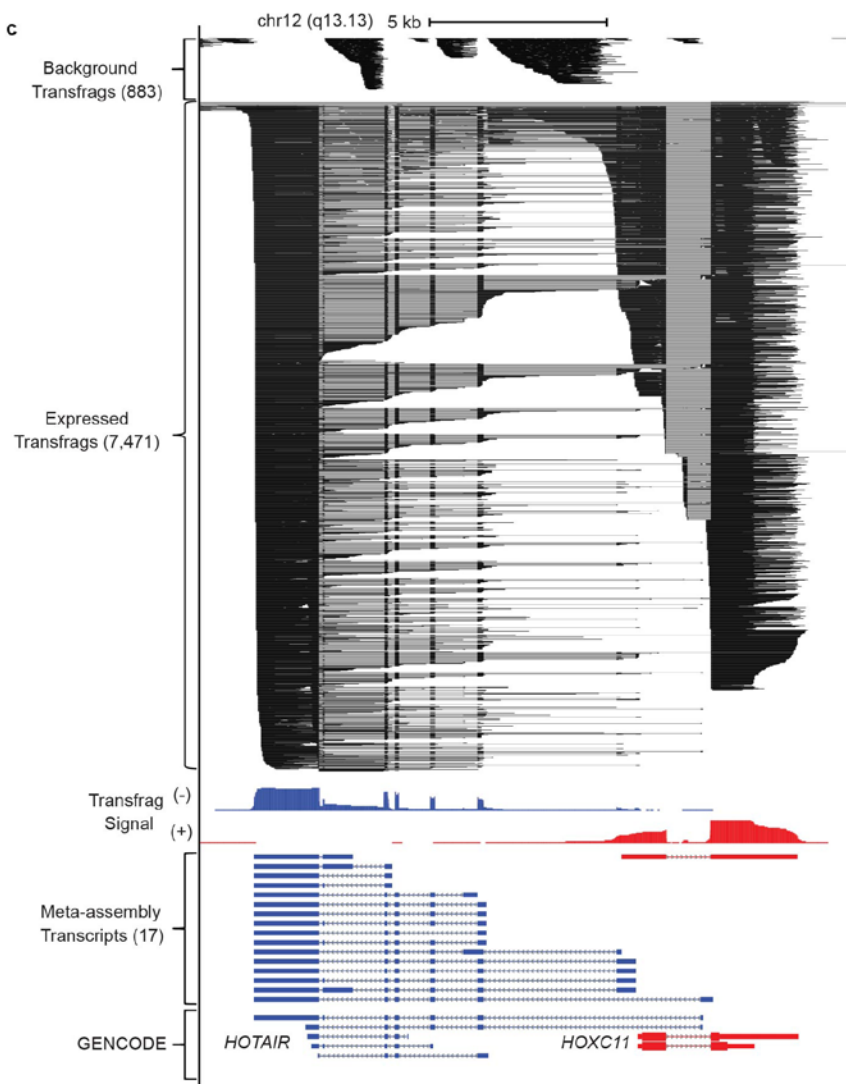 c
chr12 (q13.13) 5 kb
Background
Transfrags (883)
Expressed
Transfrags (7,471)
Transfrag
Signal
(-)
(+)
Meta-assembly
Transcripts (17)
GENCODE
HOTAIR
HOXC11